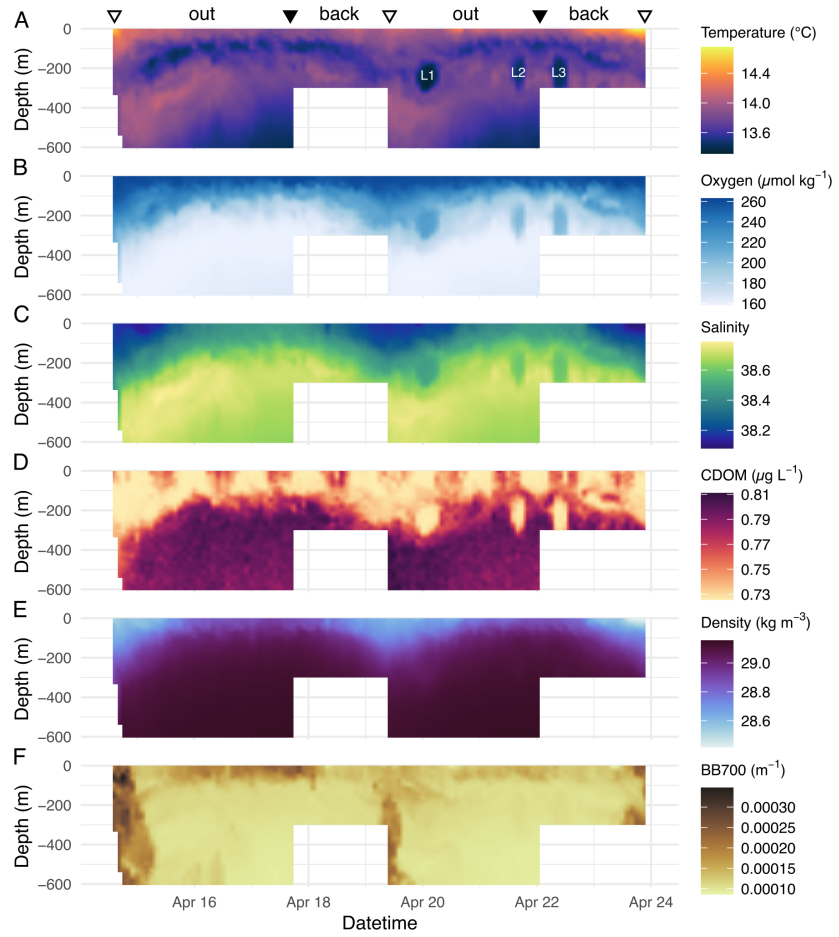 out back out back
A
0
−200
−400
−600
Depth (m)
L1 L2 L3
Temperature (°C)
14.4
14.0
13.6
B
0
−200
−400
−600
Depth (m)
Oxygen (µmol kg−1)
260
240
220
200
180
160
C
0
−200
−400
−600
Depth (m)
Salinity
38.6
38.4
38.2
D
0
−200
−400
−600
Depth (m)
CDOM (µg L−1)
0.81
0.79
0.77
0.75
0.73
E
0
−200
−400
−600
Depth (m)
Density (kg m−3)
29.0
28.8
28.6
F
0
−200
−400
−600
Depth (m)
BB700 (m−1)
0.00030
0.00025
0.00020
0.00015
0.00010
Apr 16 Apr 18 Apr 20 Apr 22 Apr 24
Datetime